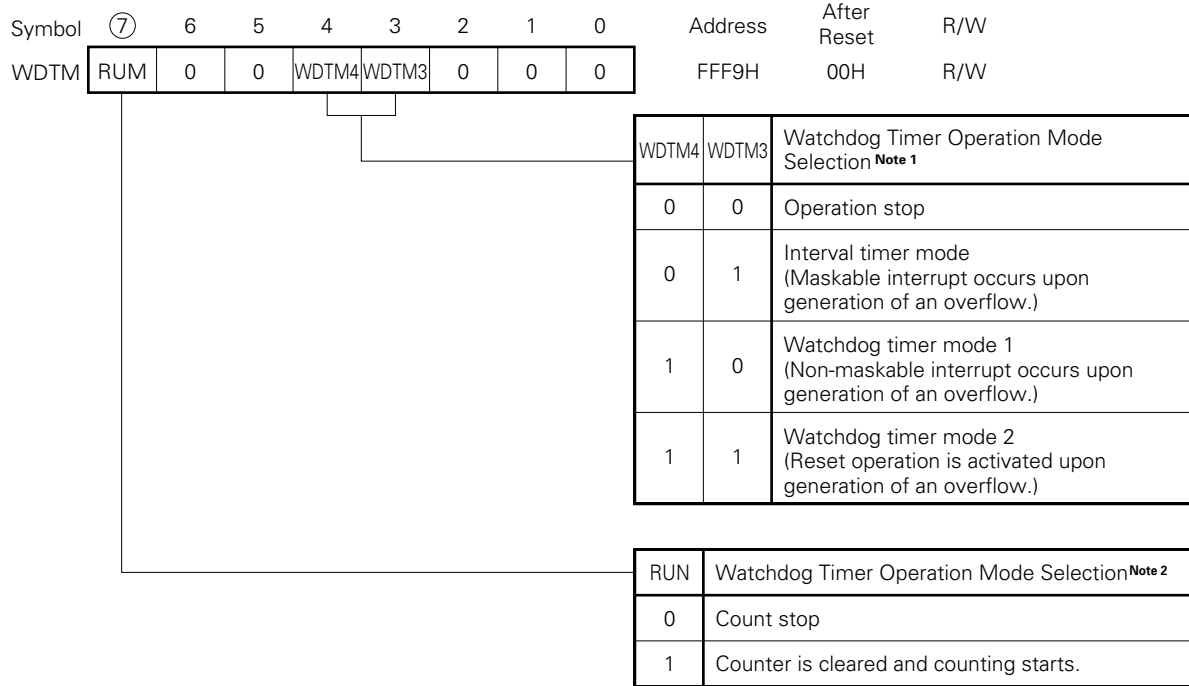 Symbol ⑦ 6 5 4 3 2 1 0 Address After Reset R/W
WDTM RUM 0 0 WDTM4 WDTM3 0 0 0 FFF9H 00H R/W
WDTM4 WDTM3 Watchdog Timer Operation Mode
Selection Note 1
0 0 Operation stop
0 1 Interval timer mode
(Maskable interrupt occurs upon
generation of an overflow.)
1 0 Watchdog timer mode 1
(Non-maskable interrupt occurs upon
generation of an overflow.)
1 1 Watchdog timer mode 2
(Reset operation is activated upon
generation of an overflow.)
RUN Watchdog Timer Operation Mode Selection Note 2
0 Count stop
1 Counter is cleared and counting starts.